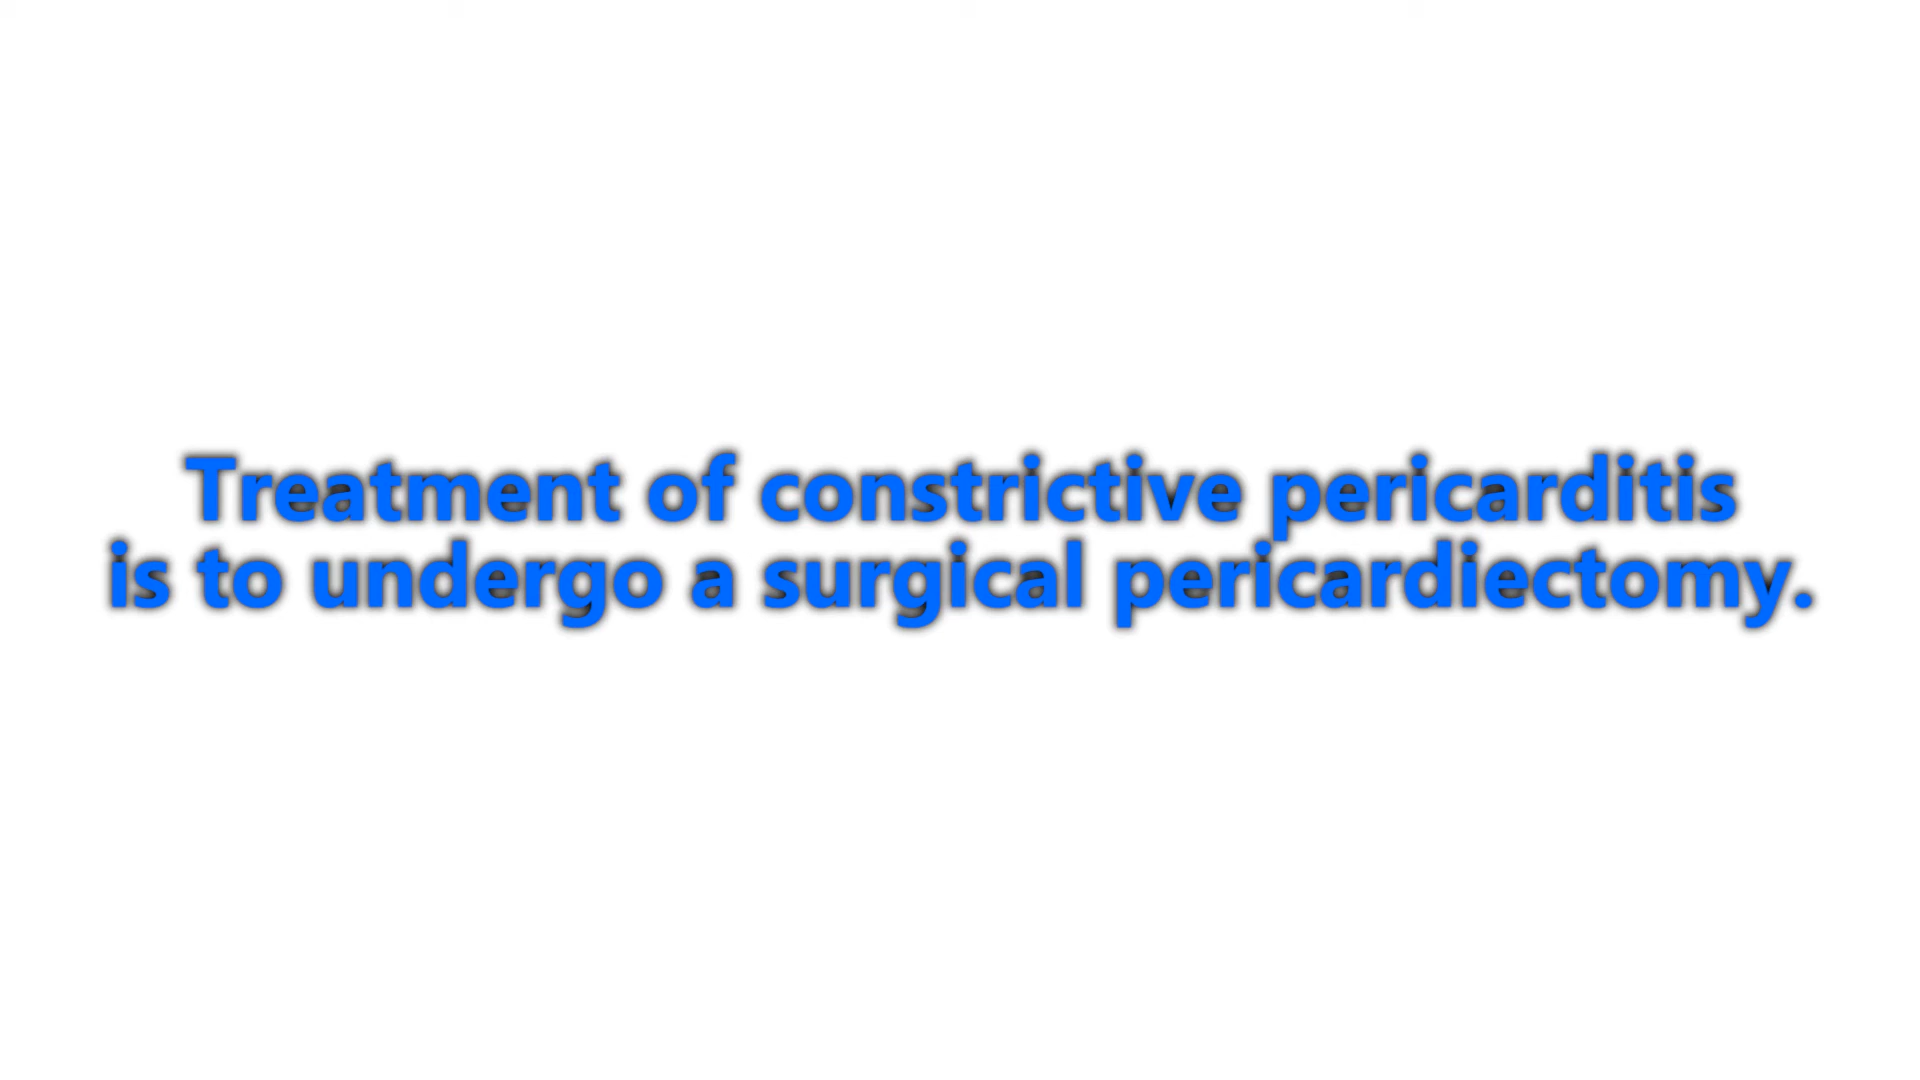 Treatment of constrictive pericarditis
is to undergo a surgical pericardiectomy.